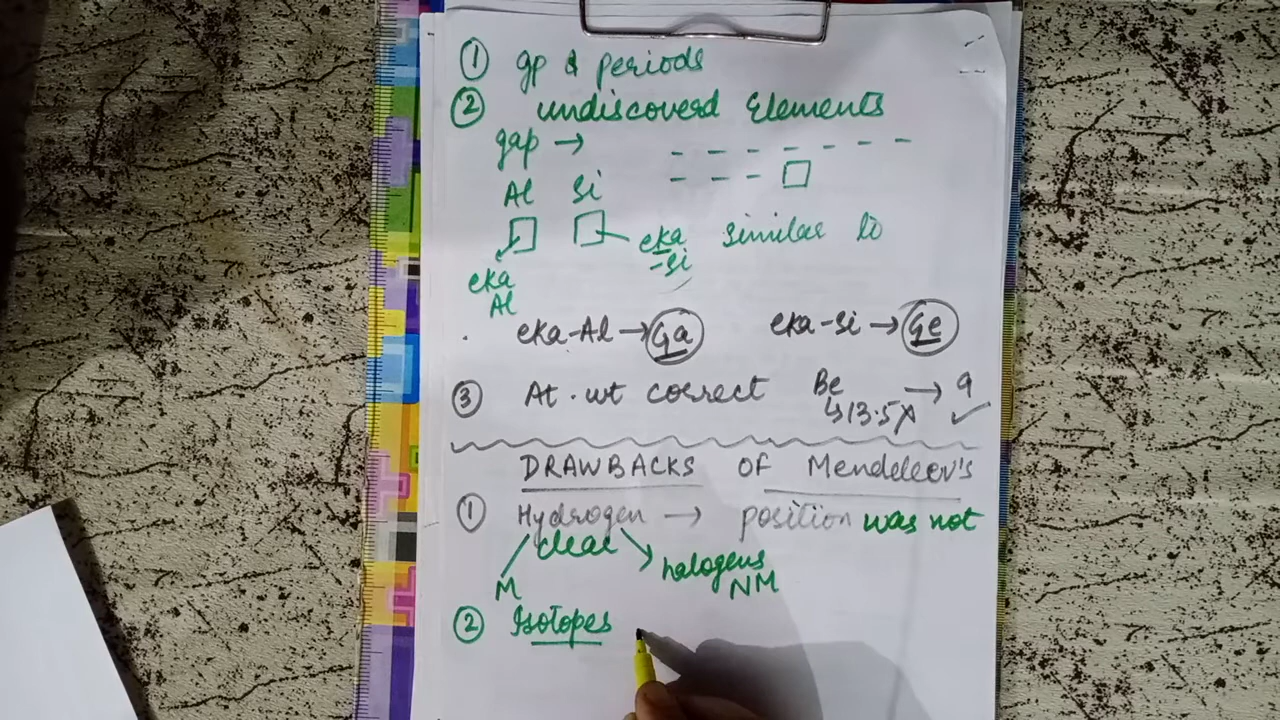 ① gp & periods
② undiscoverd Elements
gap →
Al Si
eka similar to
-Si
eka
Al
eka-Al → Ga eka-Si → Ge
③ At. wt correct Be → 9 ✓
↳ 13.5 X
DRAWBACKS OF Mendeleev's
① Hydrogen → position was not
clear
halogens
M NM
② Isotopes